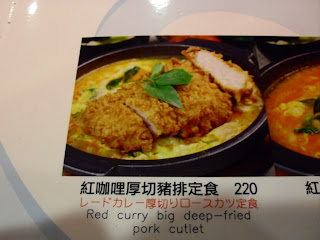 紅咖哩厚切豬排定食 220
レードカレー厚切りロースカツ定食
Red curry big deep-fried
pork cutlet
紅